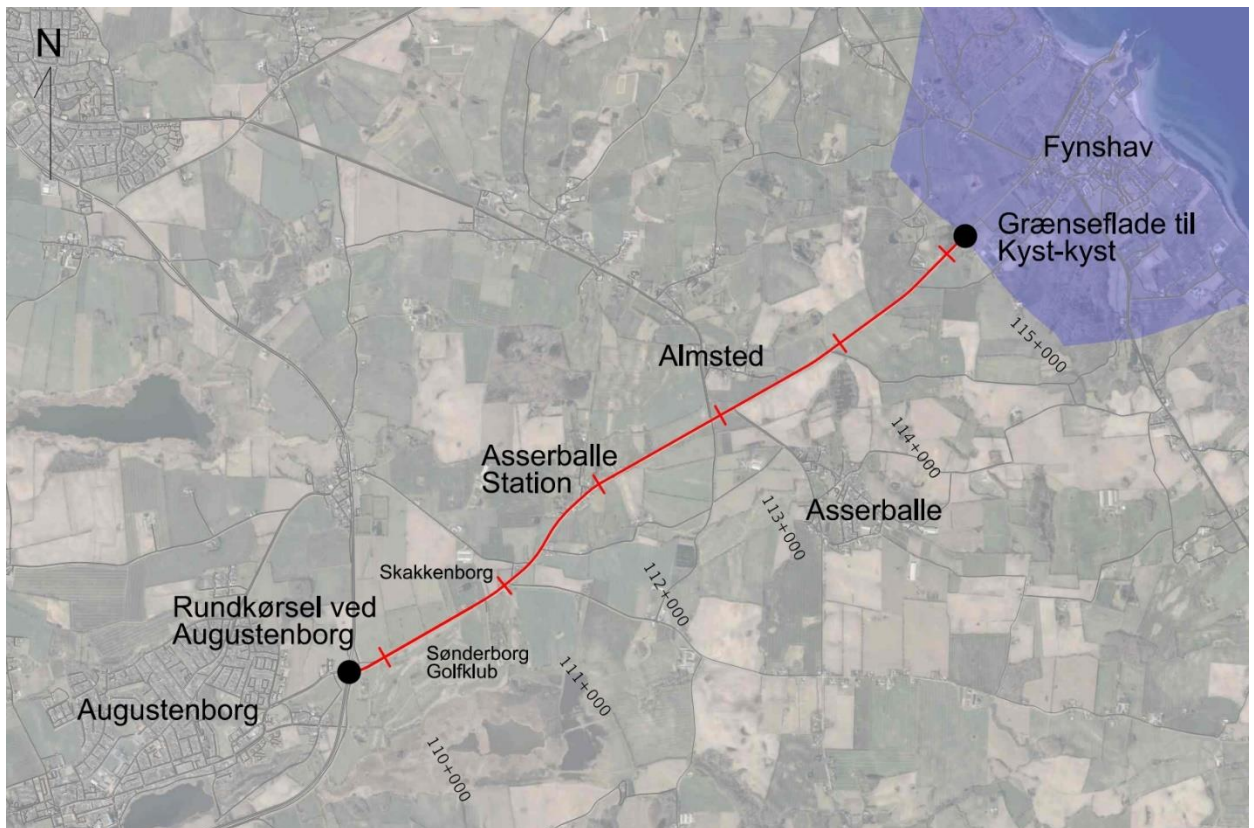 N
Fynshav
Grænseflade til
Kyst-kyst
115+000
Almsted
114+000
Asserballe
Station
Asserballe
113+000
Skakkenborg
112+000
Rundkørsel ved
Augustenborg
Sønderborg
Golfklub
111+000
Augustenborg
110+000